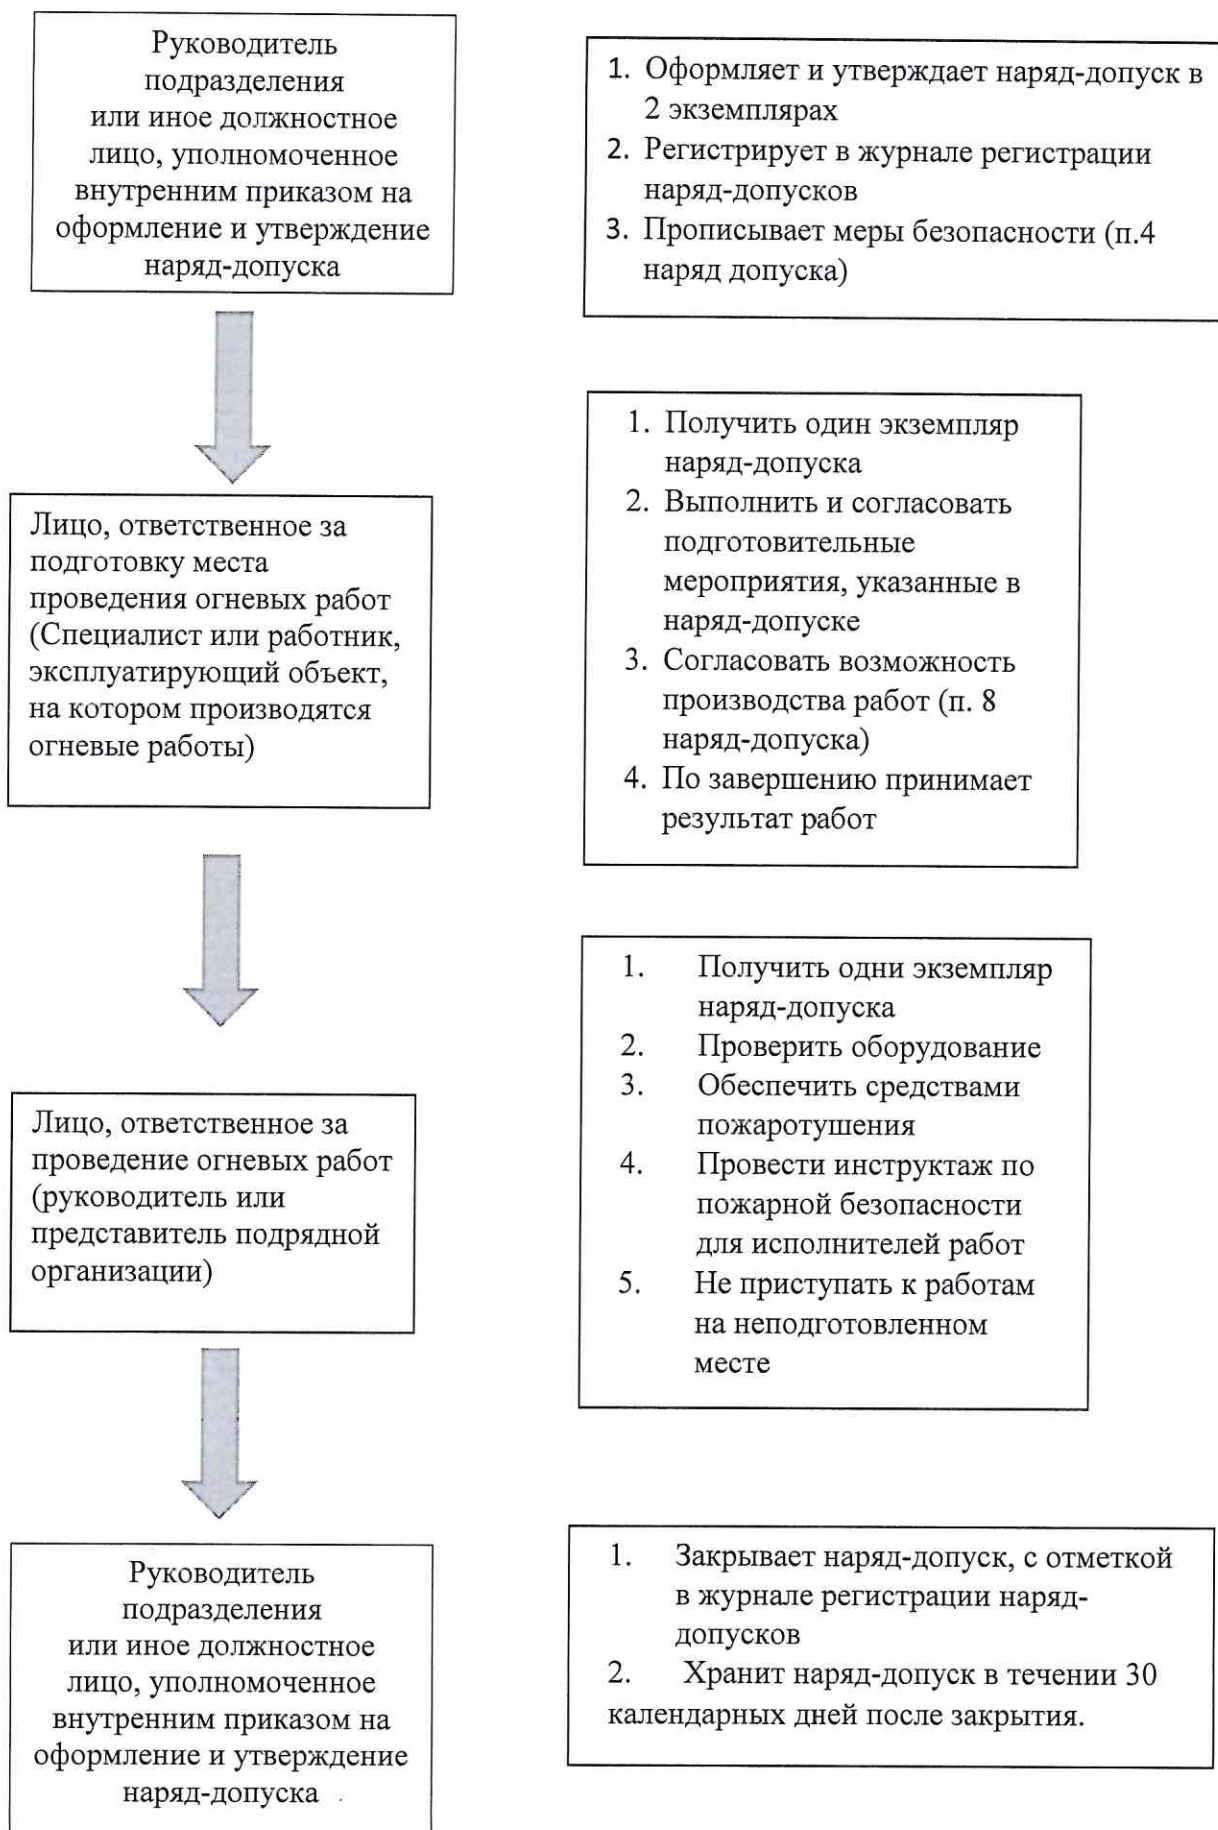 Руководитель
подразделения
или иное должностное
лицо, уполномоченное
внутренним приказом на
оформление и утверждение
наряд-допуска
1. Оформляет и утверждает наряд-допуск в
2 экземплярах
2. Регистрирует в журнале регистрации
наряд-допусков
3. Прописывает меры безопасности (п.4
наряд допуска)
Лицо, ответственное за
подготовку места
проведения огневых работ
(Специалист или работник,
эксплуатирующий объект,
на котором производятся
огневые работы)
1. Получить один экземпляр
наряд-допуска
2. Выполнить и согласовать
подготовительные
мероприятия, указанные в
наряд-допуске
3. Согласовать возможность
производства работ (п. 8
наряд-допуска)
4. По завершению принимает
результат работ
Лицо, ответственное за
проведение огневых работ
(руководитель или
представитель подрядной
организации)
1. Получить одни экземпляр
наряд-допуска
2. Проверить оборудование
3. Обеспечить средствами
пожаротушения
4. Провести инструктаж по
пожарной безопасности
для исполнителей работ
5. Не приступать к работам
на неподготовленном
месте
Руководитель
подразделения
или иное должностное
лицо, уполномоченное
внутренним приказом на
оформление и утверждение
наряд-допуска
1. Закрывает наряд-допуск, с отметкой
в журнале регистрации наряд-
допусков
2. Хранит наряд-допуск в течении 30
календарных дней после закрытия.